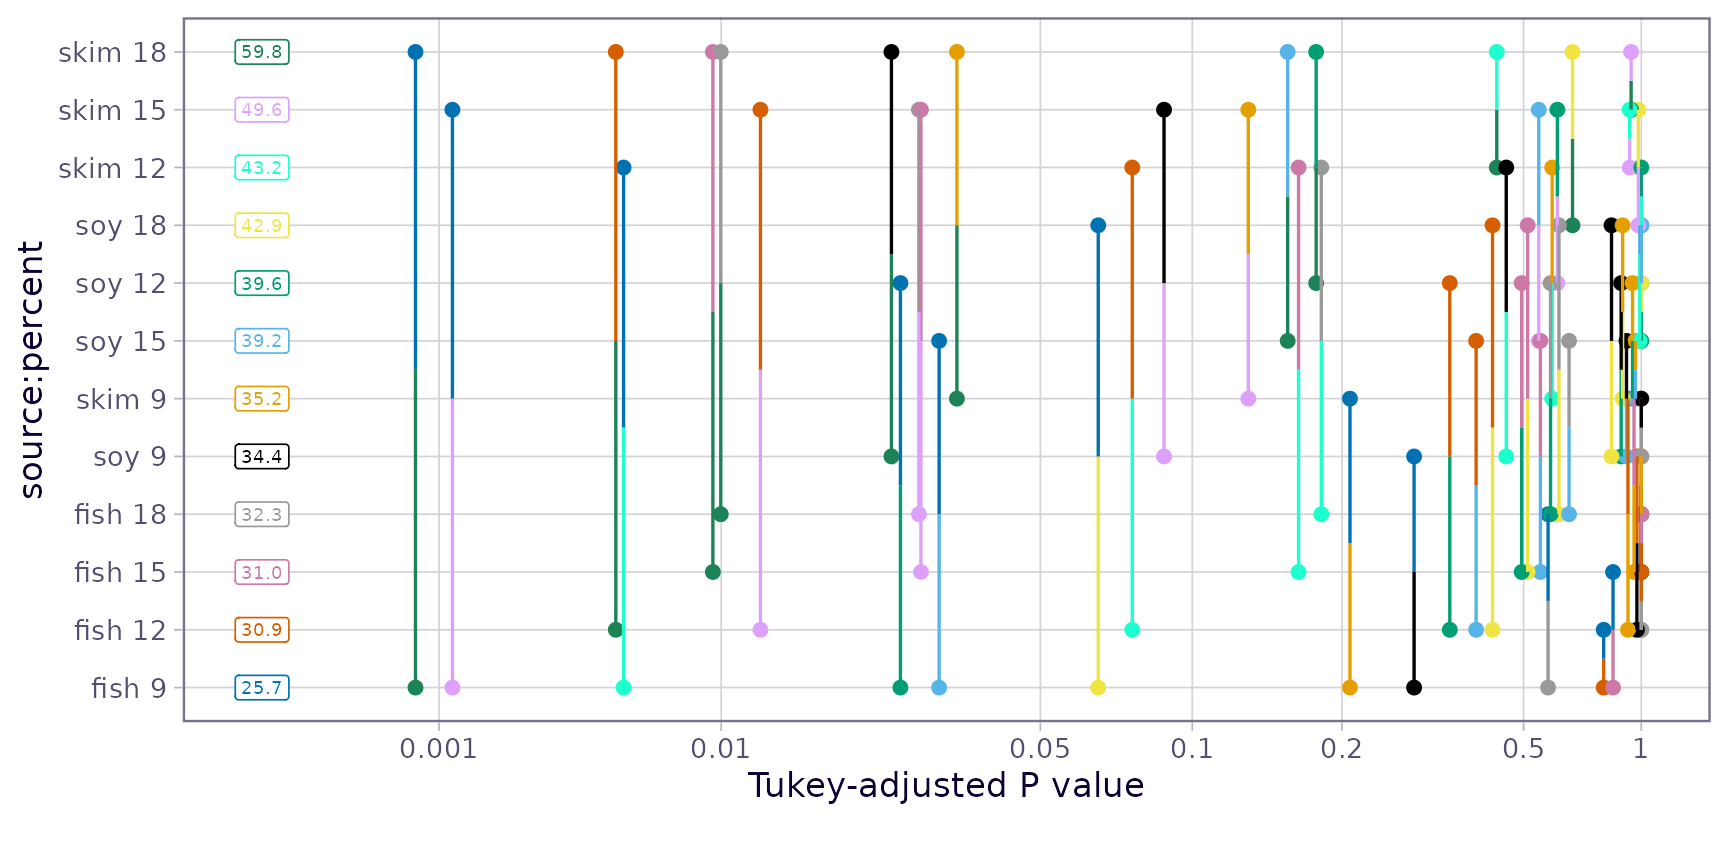 skim 18 59.8
skim 15 49.6
skim 12 43.2
soy 18 42.9
soy 12 39.6
soy 15 39.2
skim 9 35.2
soy 9 34.4
fish 18 32.3
fish 15 31.0
fish 12 30.9
fish 9 25.7
source:percent
0.001 0.01 0.05 0.1 0.2 0.5 1
Tukey-adjusted P value